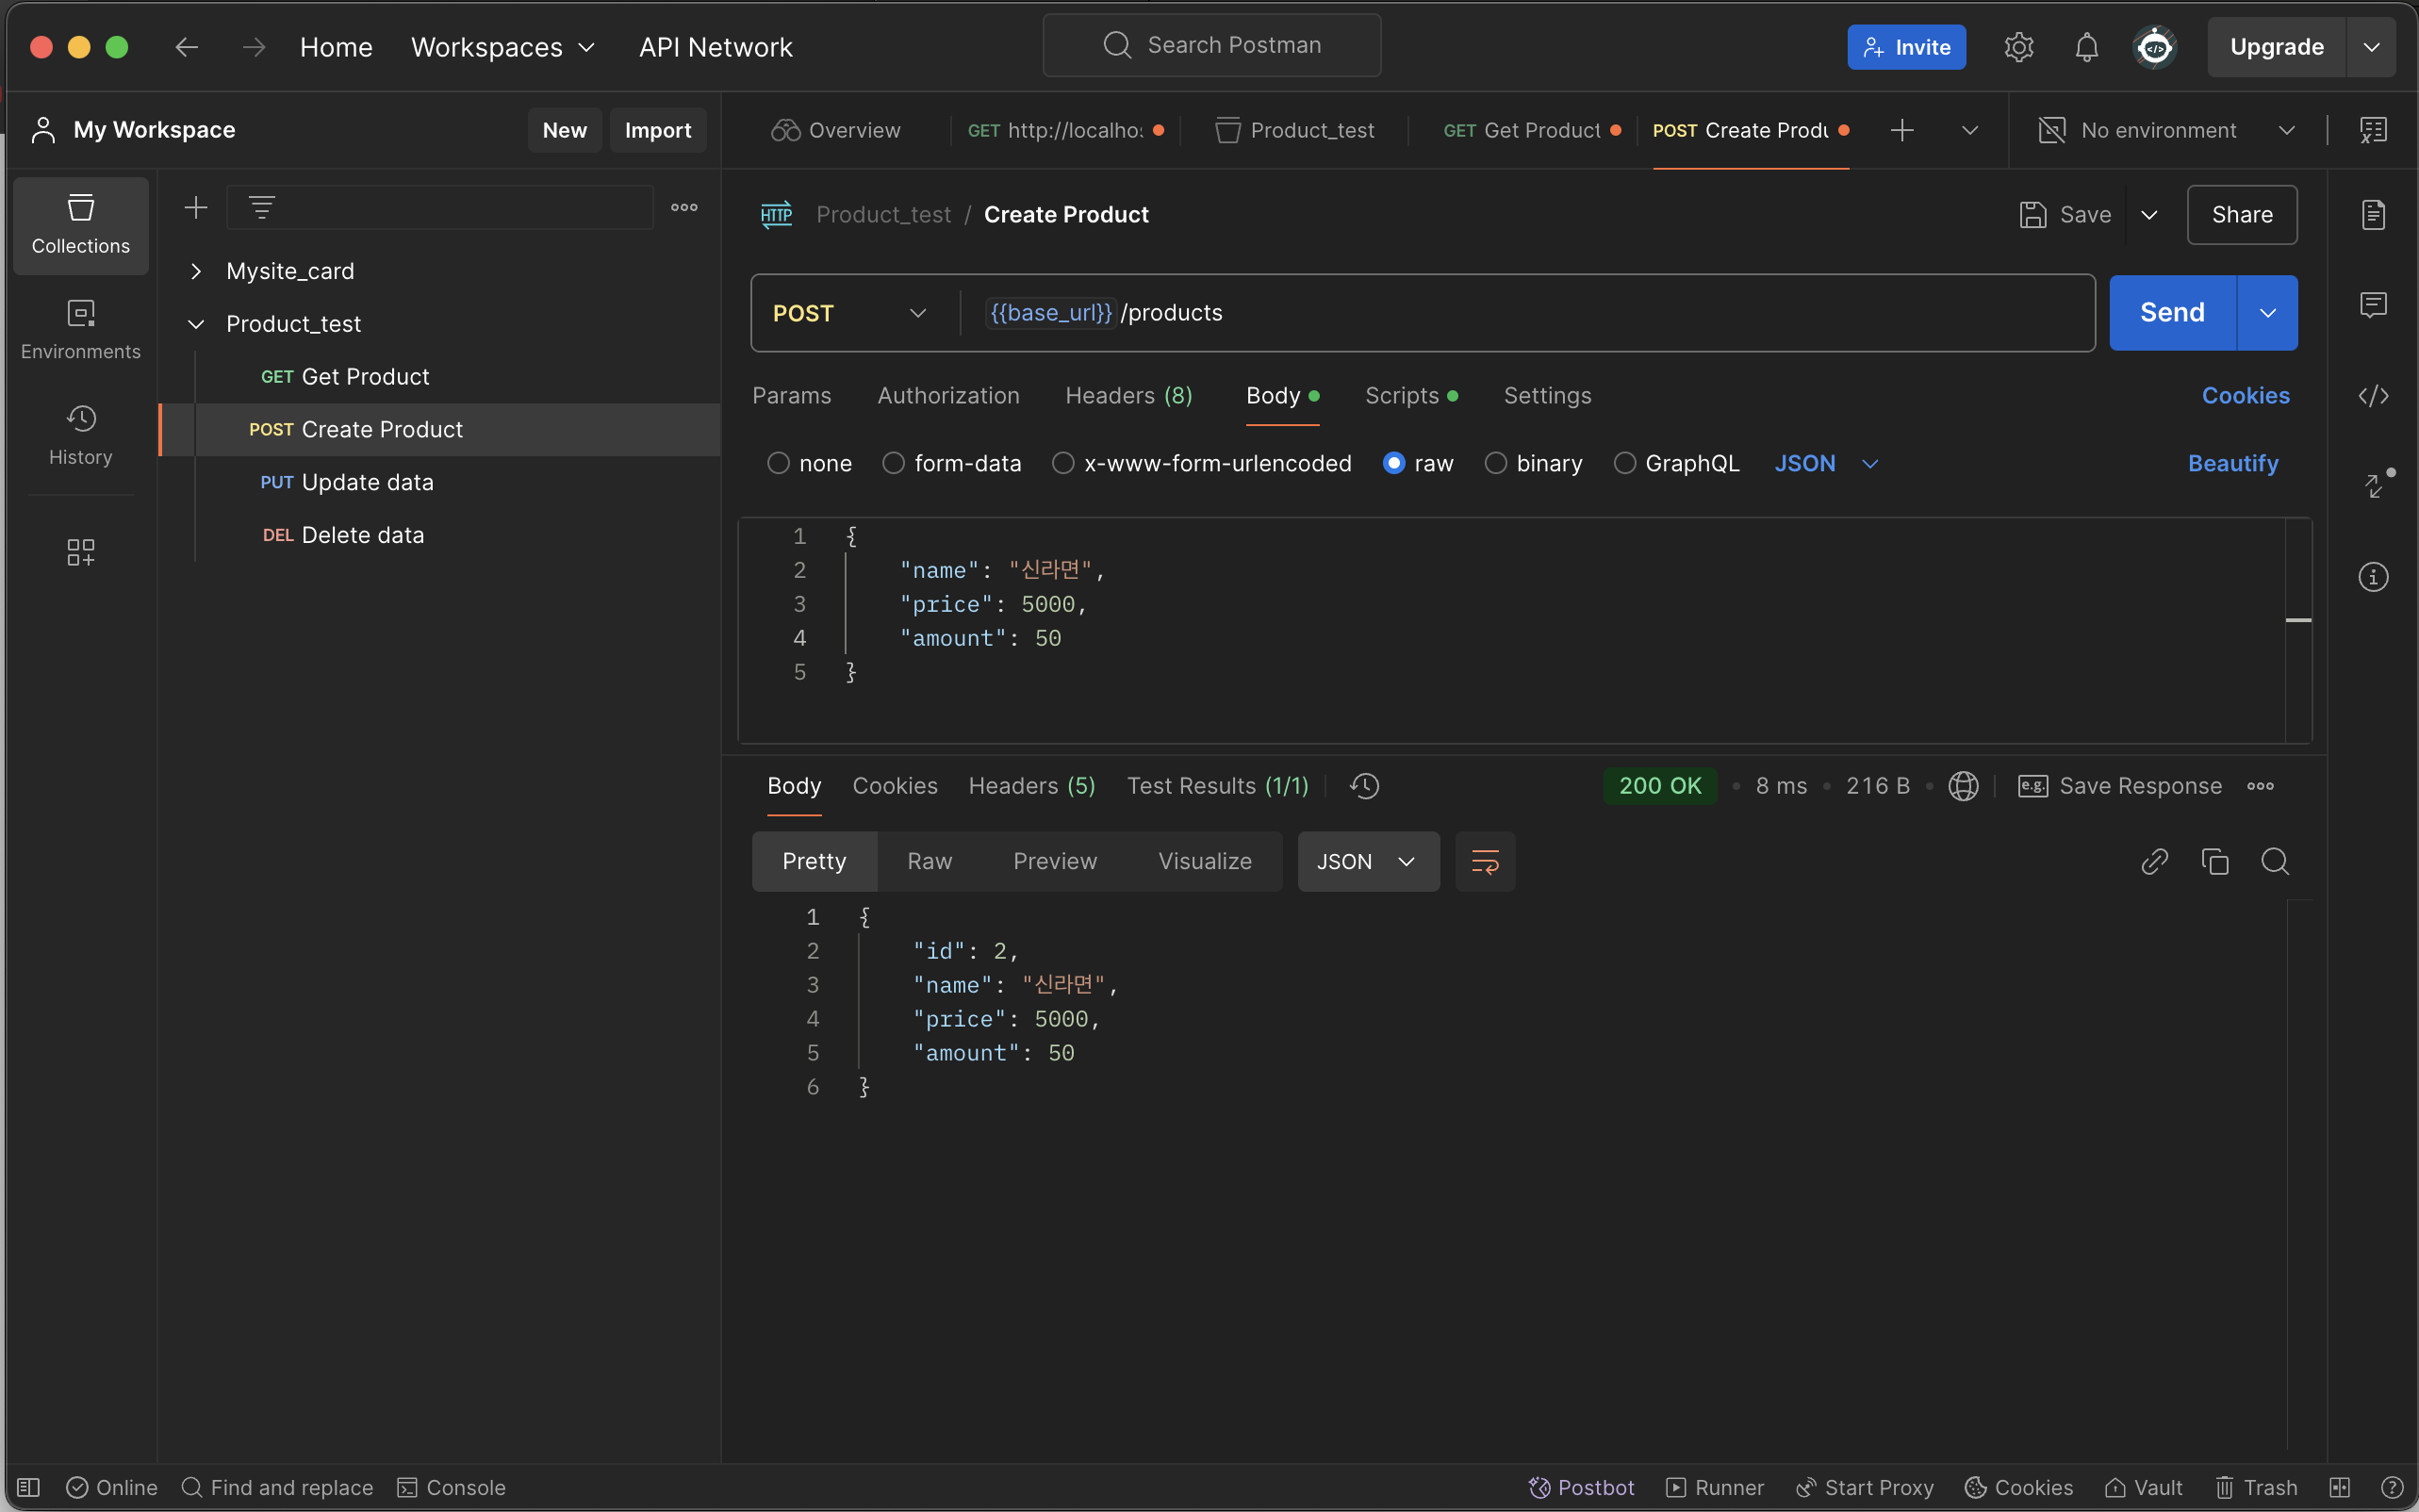 Home Workspaces API Network Search Postman Invite Upgrade
My Workspace New Import Overview GET http://localho Product_test GET Get Product POST Create Produ No environment
Collections
Environments
History
Mysite_card
Product_test
GET Get Product
POST Create Product
PUT Update data
DEL Delete data
HTTP Product_test / Create Product Save Share
POST {{base_url}} /products Send
Params Authorization Headers (8) Body Scripts Settings Cookies
none form-data x-www-form-urlencoded raw binary GraphQL JSON Beautify
1 {
2 "name": "신라면",
3 "price": 5000,
4 "amount": 50
5 }
Body Cookies Headers (5) Test Results (1/1) 200 OK • 8 ms • 216 B • e.g. Save Response
Pretty Raw Preview Visualize JSON
1 {
2 "id": 2,
3 "name": "신라면",
4 "price": 5000,
5 "amount": 50
6 }
Online Find and replace Console Postbot Runner Start Proxy Cookies Vault Trash